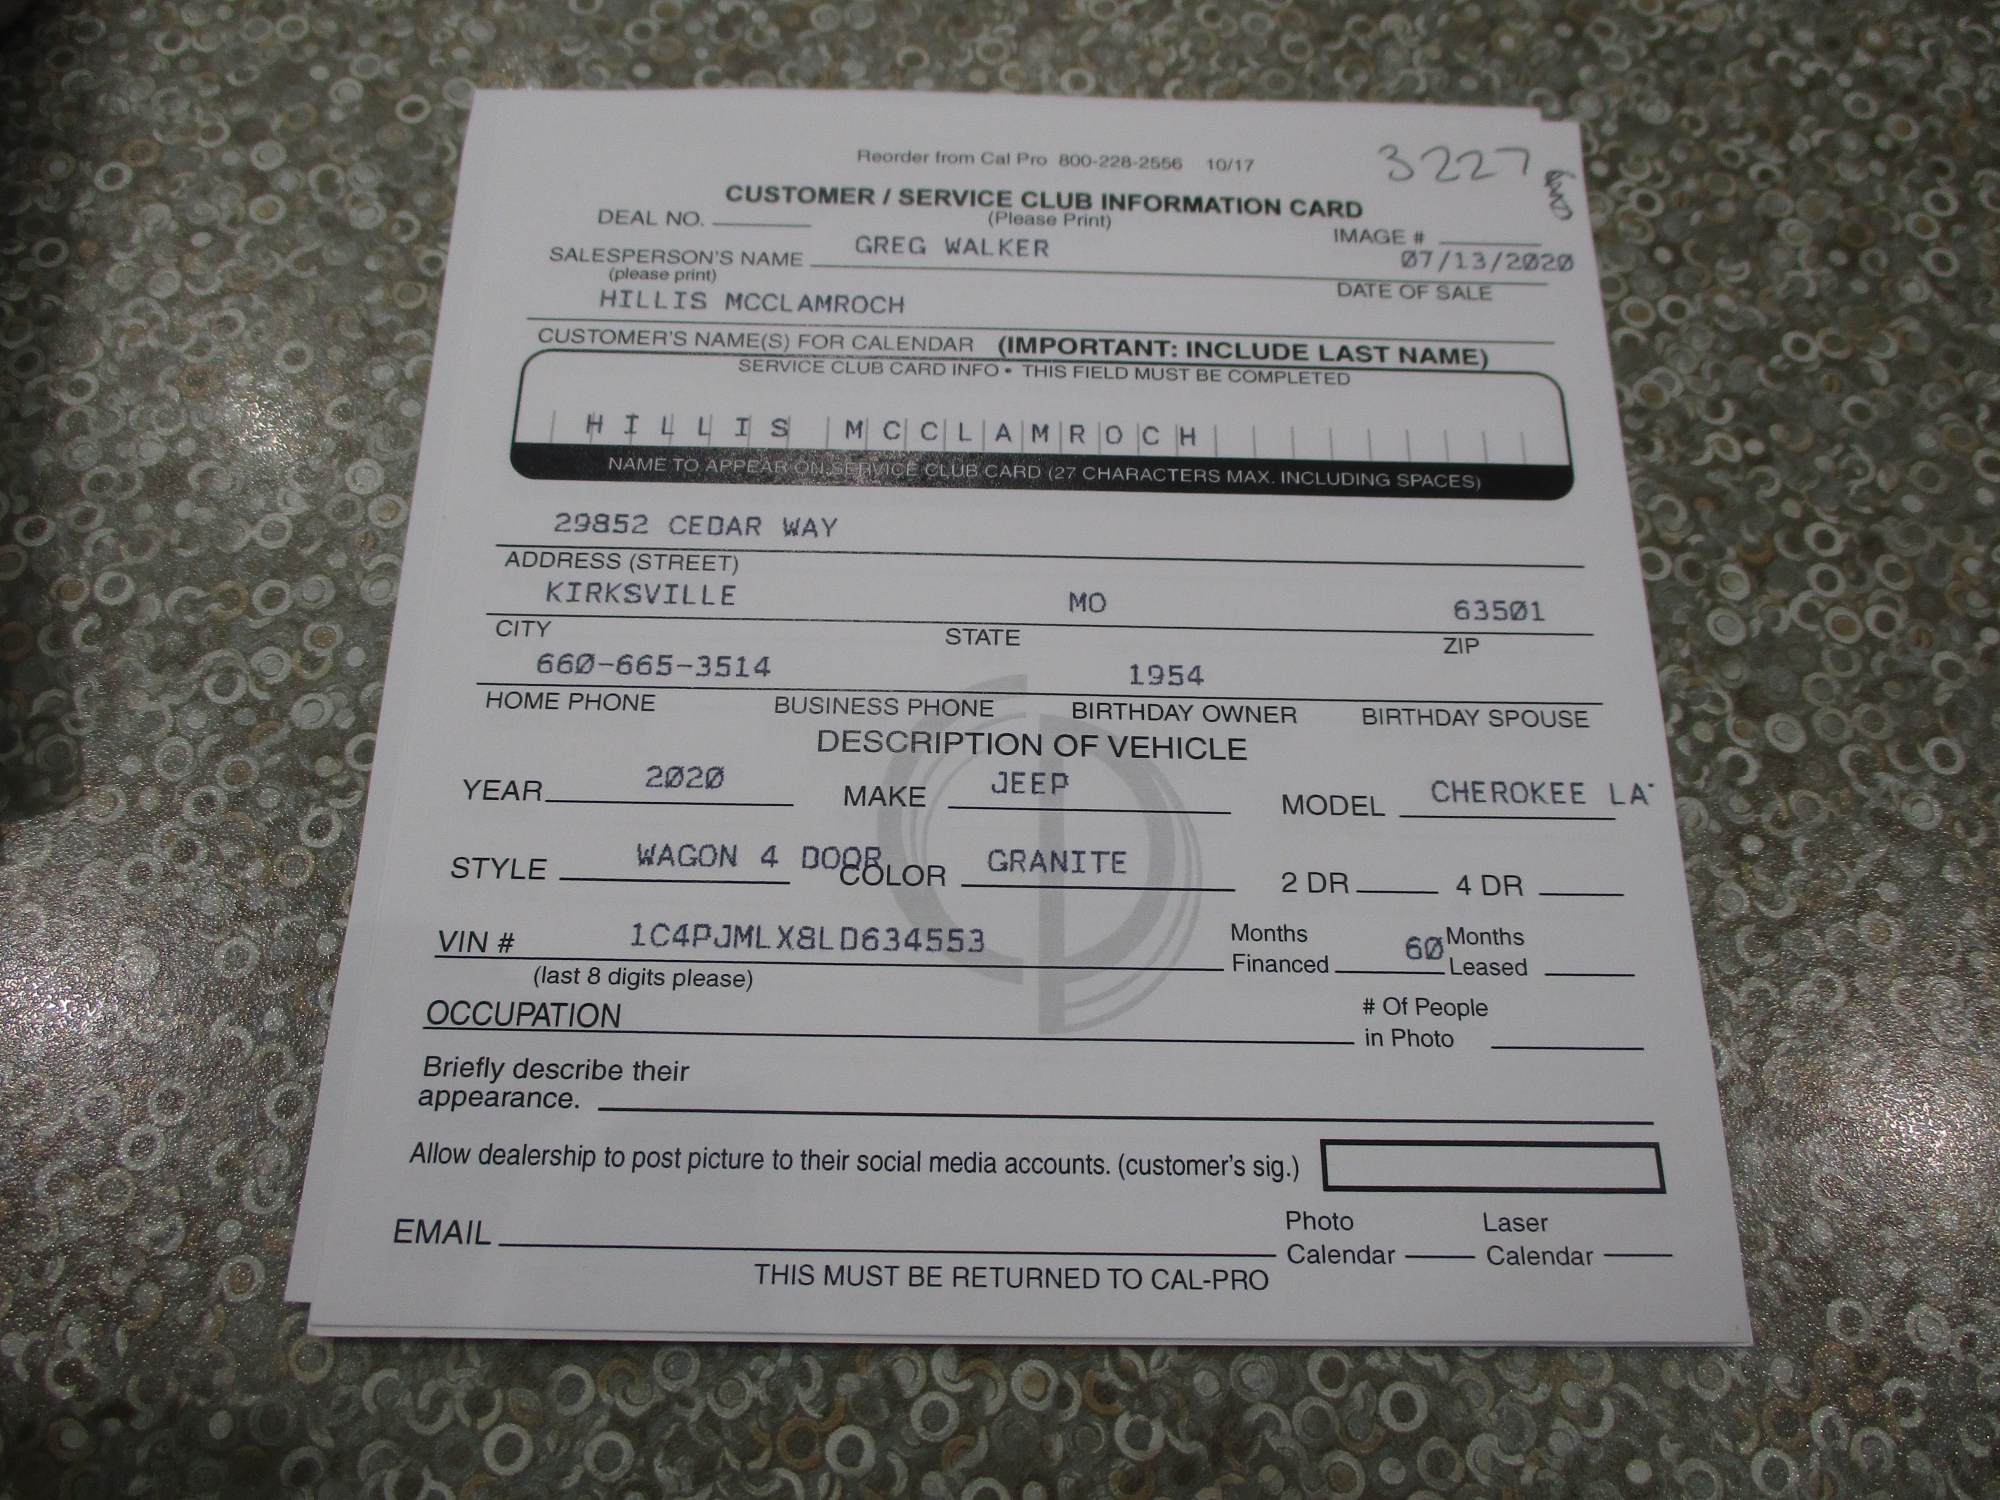 Reorder from Cal Pro 800-228-2556 10/17
3227
CUSTOMER / SERVICE CLUB INFORMATION CARD
DEAL NO. (Please Print)
IMAGE #
SALESPERSON'S NAME GREG WALKER 07/13/2020
(please print) DATE OF SALE
HILLIS MCCLAMROCH
CUSTOMER'S NAME(S) FOR CALENDAR (IMPORTANT: INCLUDE LAST NAME)
SERVICE CLUB CARD INFO • THIS FIELD MUST BE COMPLETED
HILLIS MCCLAMROCH
NAME TO APPEAR ON SERVICE CLUB CARD (27 CHARACTERS MAX. INCLUDING SPACES)
29852 CEDAR WAY
ADDRESS (STREET)
KIRKSVILLE MO 63501
CITY STATE ZIP
660-665-3514 1954
HOME PHONE BUSINESS PHONE BIRTHDAY OWNER BIRTHDAY SPOUSE
DESCRIPTION OF VEHICLE
YEAR 2020 MAKE JEEP MODEL CHEROKEE LA
STYLE WAGON 4 DOOR COLOR GRANITE 2 DR 4 DR
VIN # 1C4PJMLX8LD634553 Months Financed 60 Months Leased
(last 8 digits please)
OCCUPATION # Of People in Photo
Briefly describe their
appearance.
Allow dealership to post picture to their social media accounts. (customer's sig.)
EMAIL Photo Calendar Laser Calendar
THIS MUST BE RETURNED TO CAL-PRO